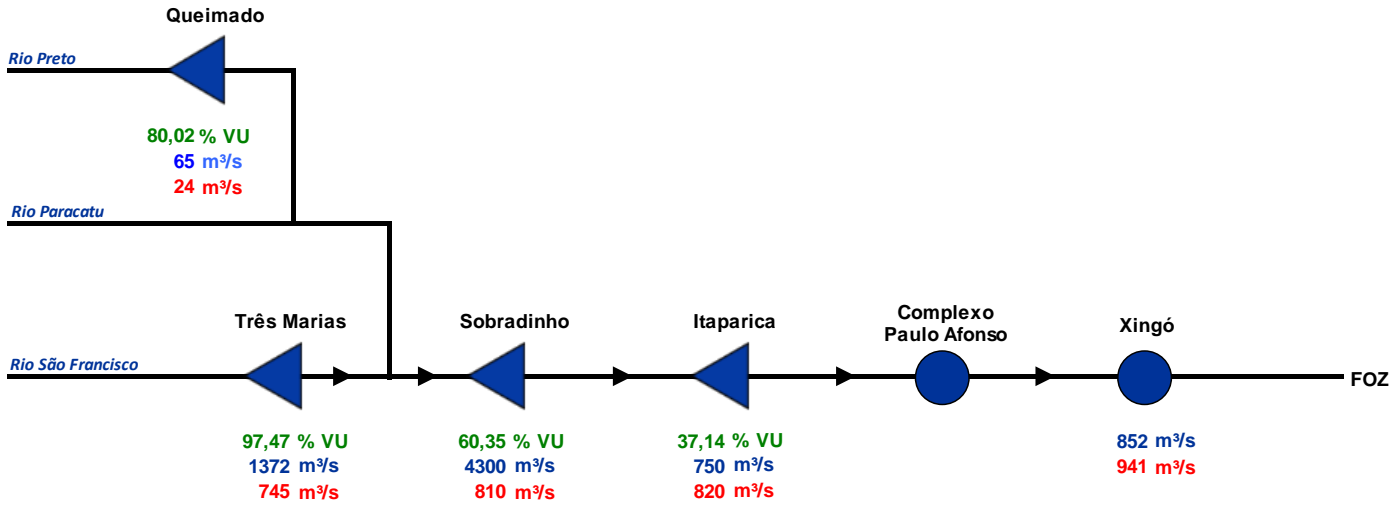 Queimado
Rio Preto
80,02 % VU
65 m³/s
24 m³/s
Rio Paracatu
Três Marias
Sobradinho
Itaparica
Complexo
Paulo Afonso
Xingó
Rio São Francisco
FOZ
97,47 % VU
1372 m³/s
745 m³/s
60,35 % VU
4300 m³/s
810 m³/s
37,14 % VU
750 m³/s
820 m³/s
852 m³/s
941 m³/s